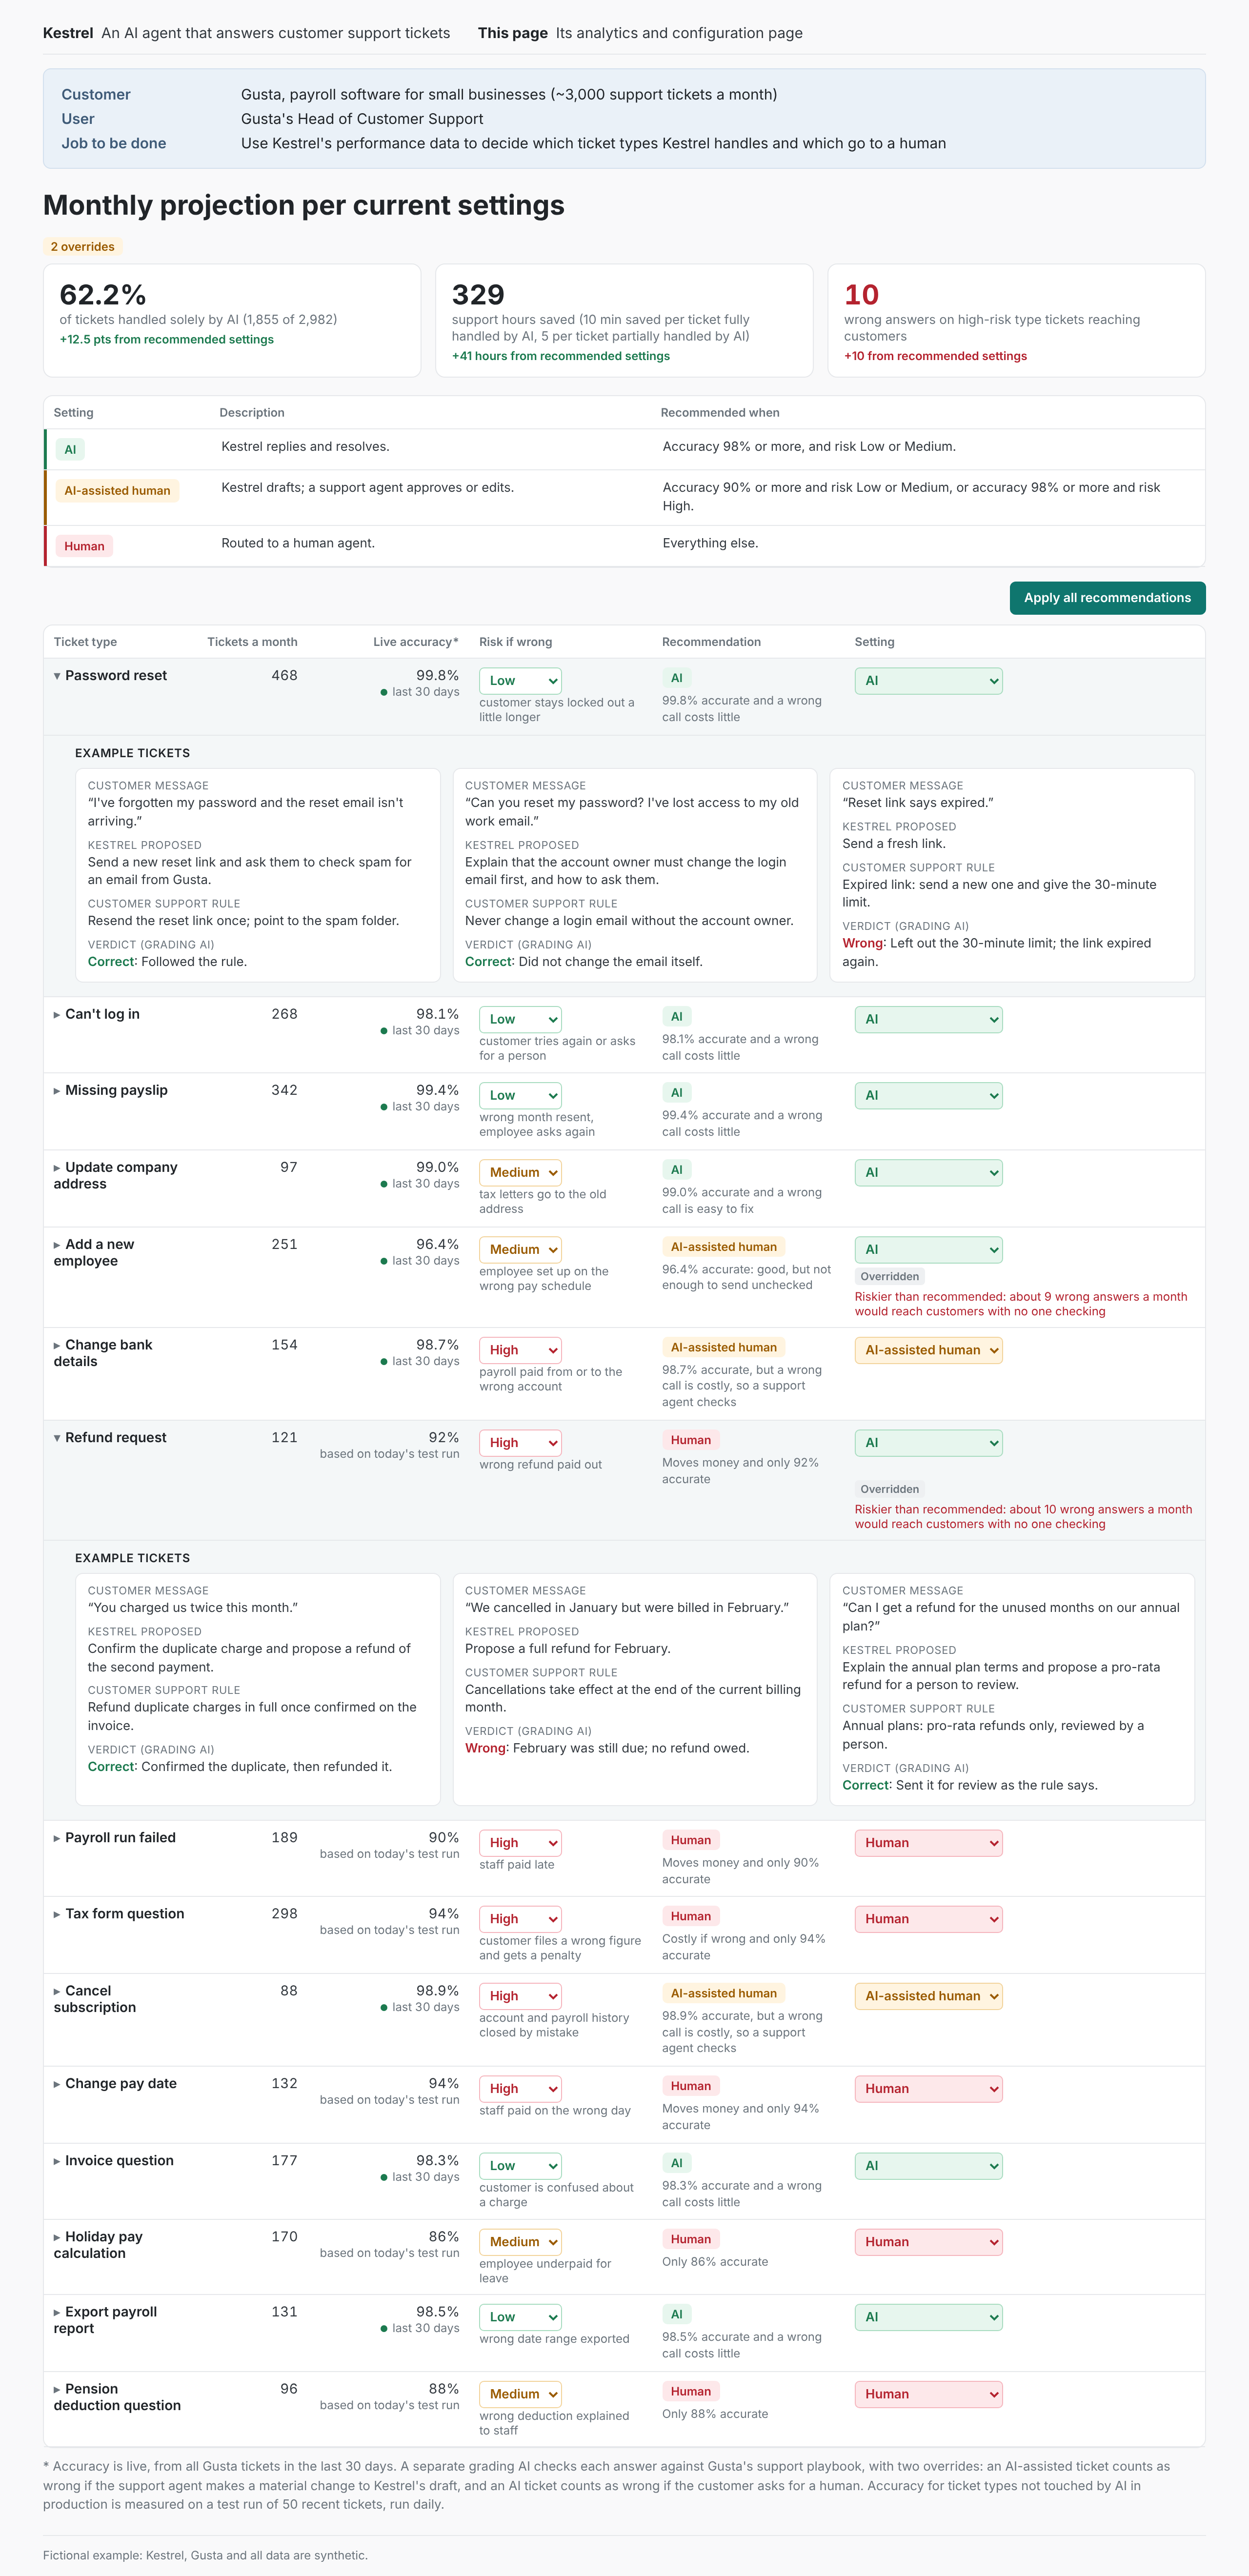 Kestrel An AI agent that answers customer support tickets This page Its analytics and configuration page
Customer Gusta, payroll software for small businesses (~3,000 support tickets a month)
User Gusta's Head of Customer Support
Job to be done Use Kestrel's performance data to decide which ticket types Kestrel handles and which go to a human
Monthly projection per current settings
2 overrides
62.2%
of tickets handled solely by AI (1,855 of 2,982)
+12.5 pts from recommended settings
329
support hours saved (10 min saved per ticket fully
handled by AI, 5 per ticket partially handled by AI)
+41 hours from recommended settings
10
wrong answers on high-risk type tickets reaching
customers
+10 from recommended settings
Setting Description Recommended when
AI Kestrel replies and resolves. Accuracy 98% or more, and risk Low or Medium.
AI-assisted human Kestrel drafts; a support agent approves or edits. Accuracy 90% or more and risk Low or Medium, or accuracy 98% or more and risk
High.
Human Routed to a human agent. Everything else.
Apply all recommendations
Ticket type Tickets a month Live accuracy* Risk if wrong Recommendation Setting
▾ Password reset 468 99.8% Low AI AI
● last 30 days customer stays locked out a 99.8% accurate and a wrong
little longer call costs little
EXAMPLE TICKETS
CUSTOMER MESSAGE
“I've forgotten my password and the reset email isn't
arriving.”
KESTREL PROPOSED
Send a new reset link and ask them to check spam for
an email from Gusta.
CUSTOMER SUPPORT RULE
Resend the reset link once; point to the spam folder.
VERDICT (GRADING AI)
Correct: Followed the rule.
CUSTOMER MESSAGE
“Can you reset my password? I've lost access to my old
work email.”
KESTREL PROPOSED
Explain that the account owner must change the login
email first, and how to ask them.
CUSTOMER SUPPORT RULE
Never change a login email without the account owner.
VERDICT (GRADING AI)
Correct: Did not change the email itself.
CUSTOMER MESSAGE
“Reset link says expired.”
KESTREL PROPOSED
Send a fresh link.
CUSTOMER SUPPORT RULE
Expired link: send a new one and give the 30-minute
limit.
VERDICT (GRADING AI)
Wrong: Left out the 30-minute limit; the link expired
again.
▸ Can't log in 268 98.1% Low AI AI
● last 30 days customer tries again or asks 98.1% accurate and a wrong
for a person call costs little
▸ Missing payslip 342 99.4% Low AI AI
● last 30 days wrong month resent, 99.4% accurate and a wrong
employee asks again call costs little
▸ Update company 97 99.0% Medium AI AI
address ● last 30 days tax letters go to the old 99.0% accurate and a wrong
address call is easy to fix
▸ Add a new 251 96.4% Medium AI-assisted human AI
employee ● last 30 days employee set up on the 96.4% accurate: good, but not Overridden
wrong pay schedule enough to send unchecked Riskier than recommended: about 9 wrong answers a month
would reach customers with no one checking
▸ Change bank 154 98.7% High AI-assisted human AI-assisted human
details ● last 30 days payroll paid from or to the 98.7% accurate, but a wrong
wrong account call is costly, so a support
agent checks
▾ Refund request 121 92% High Human AI
based on today's test run wrong refund paid out Moves money and only 92%
accurate
Overridden
Riskier than recommended: about 10 wrong answers a month
would reach customers with no one checking
EXAMPLE TICKETS
CUSTOMER MESSAGE
“You charged us twice this month.”
KESTREL PROPOSED
Confirm the duplicate charge and propose a refund of
the second payment.
CUSTOMER SUPPORT RULE
Refund duplicate charges in full once confirmed on the
invoice.
VERDICT (GRADING AI)
Correct: Confirmed the duplicate, then refunded it.
CUSTOMER MESSAGE
“We cancelled in January but were billed in February.”
KESTREL PROPOSED
Propose a full refund for February.
CUSTOMER SUPPORT RULE
Cancellations take effect at the end of the current billing
month.
VERDICT (GRADING AI)
Wrong: February was still due; no refund owed.
CUSTOMER MESSAGE
“Can I get a refund for the unused months on our annual
plan?”
KESTREL PROPOSED
Explain the annual plan terms and propose a pro-rata
refund for a person to review.
CUSTOMER SUPPORT RULE
Annual plans: pro-rata refunds only, reviewed by a
person.
VERDICT (GRADING AI)
Correct: Sent it for review as the rule says.
▸ Payroll run failed 189 90% High Human Human
based on today's test run staff paid late Moves money and only 90%
accurate
▸ Tax form question 298 94% High Human Human
based on today's test run customer files a wrong figure Costly if wrong and only 94%
and gets a penalty accurate
▸ Cancel 88 98.9% High AI-assisted human AI-assisted human
subscription ● last 30 days account and payroll history 98.9% accurate, but a wrong
closed by mistake call is costly, so a support
agent checks
▸ Change pay date 132 94% High Human Human
based on today's test run staff paid on the wrong day Moves money and only 94%
accurate
▸ Invoice question 177 98.3% Low AI AI
● last 30 days customer is confused about 98.3% accurate and a wrong
a charge call costs little
▸ Holiday pay 170 86% Medium Human Human
calculation based on today's test run employee underpaid for Only 86% accurate
leave
▸ Export payroll 131 98.5% Low AI AI
report ● last 30 days wrong date range exported 98.5% accurate and a wrong
call costs little
▸ Pension 96 88% Medium Human Human
deduction question based on today's test run wrong deduction explained Only 88% accurate
to staff
* Accuracy is live, from all Gusta tickets in the last 30 days. A separate grading AI checks each answer against Gusta's support playbook, with two overrides: an AI-assisted ticket counts as
wrong if the support agent makes a material change to Kestrel's draft, and an AI ticket counts as wrong if the customer asks for a human. Accuracy for ticket types not touched by AI in
production is measured on a test run of 50 recent tickets, run daily.
Fictional example: Kestrel, Gusta and all data are synthetic.